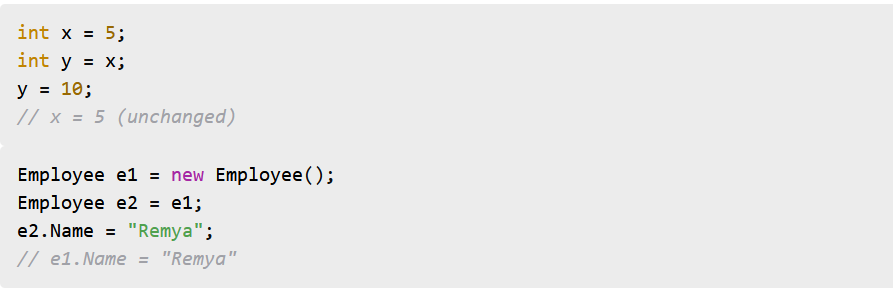 int x = 5;
int y = x;
y = 10;
// x = 5 (unchanged)
Employee e1 = new Employee();
Employee e2 = e1;
e2.Name = "Remya";
// e1.Name = "Remya"